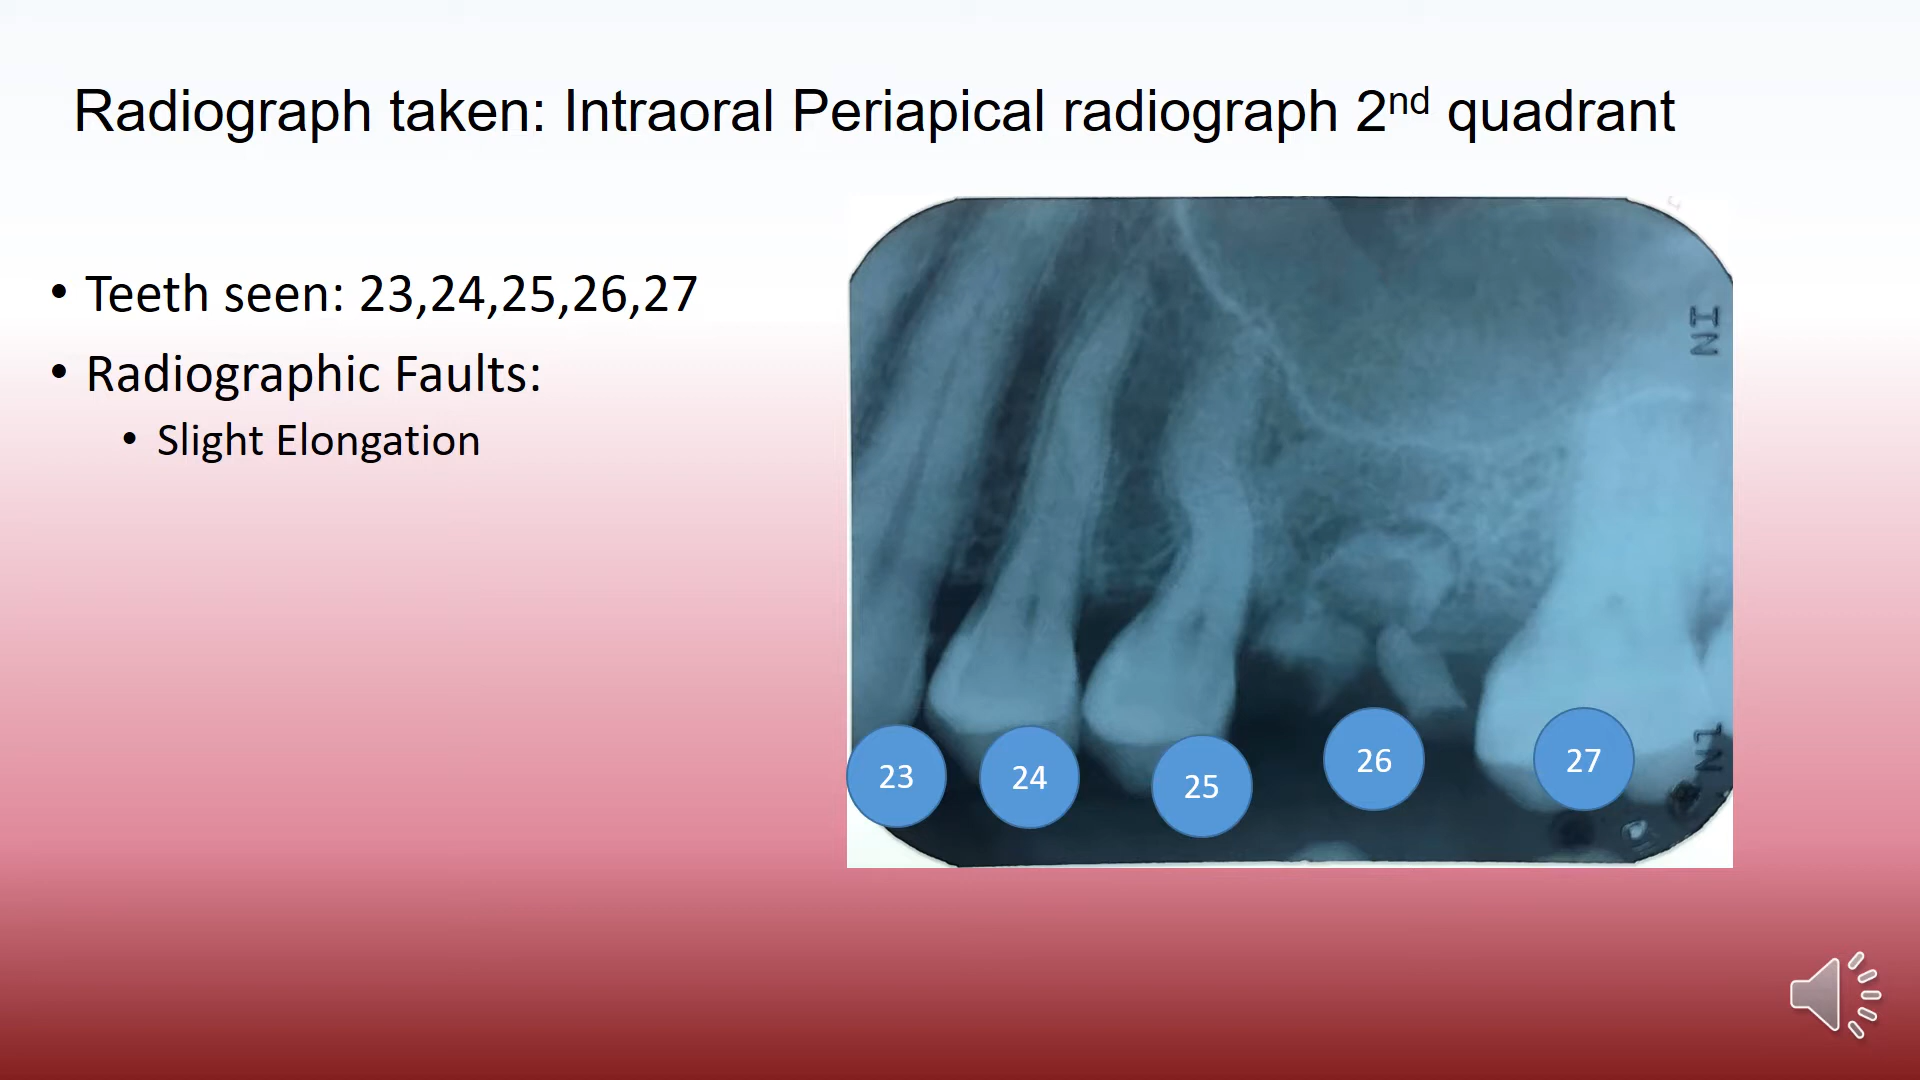 Radiograph taken: Intraoral Periapical radiograph 2nd quadrant
• Teeth seen: 23,24,25,26,27
• Radiographic Faults:
• Slight Elongation
IN
23
24
25
26
27